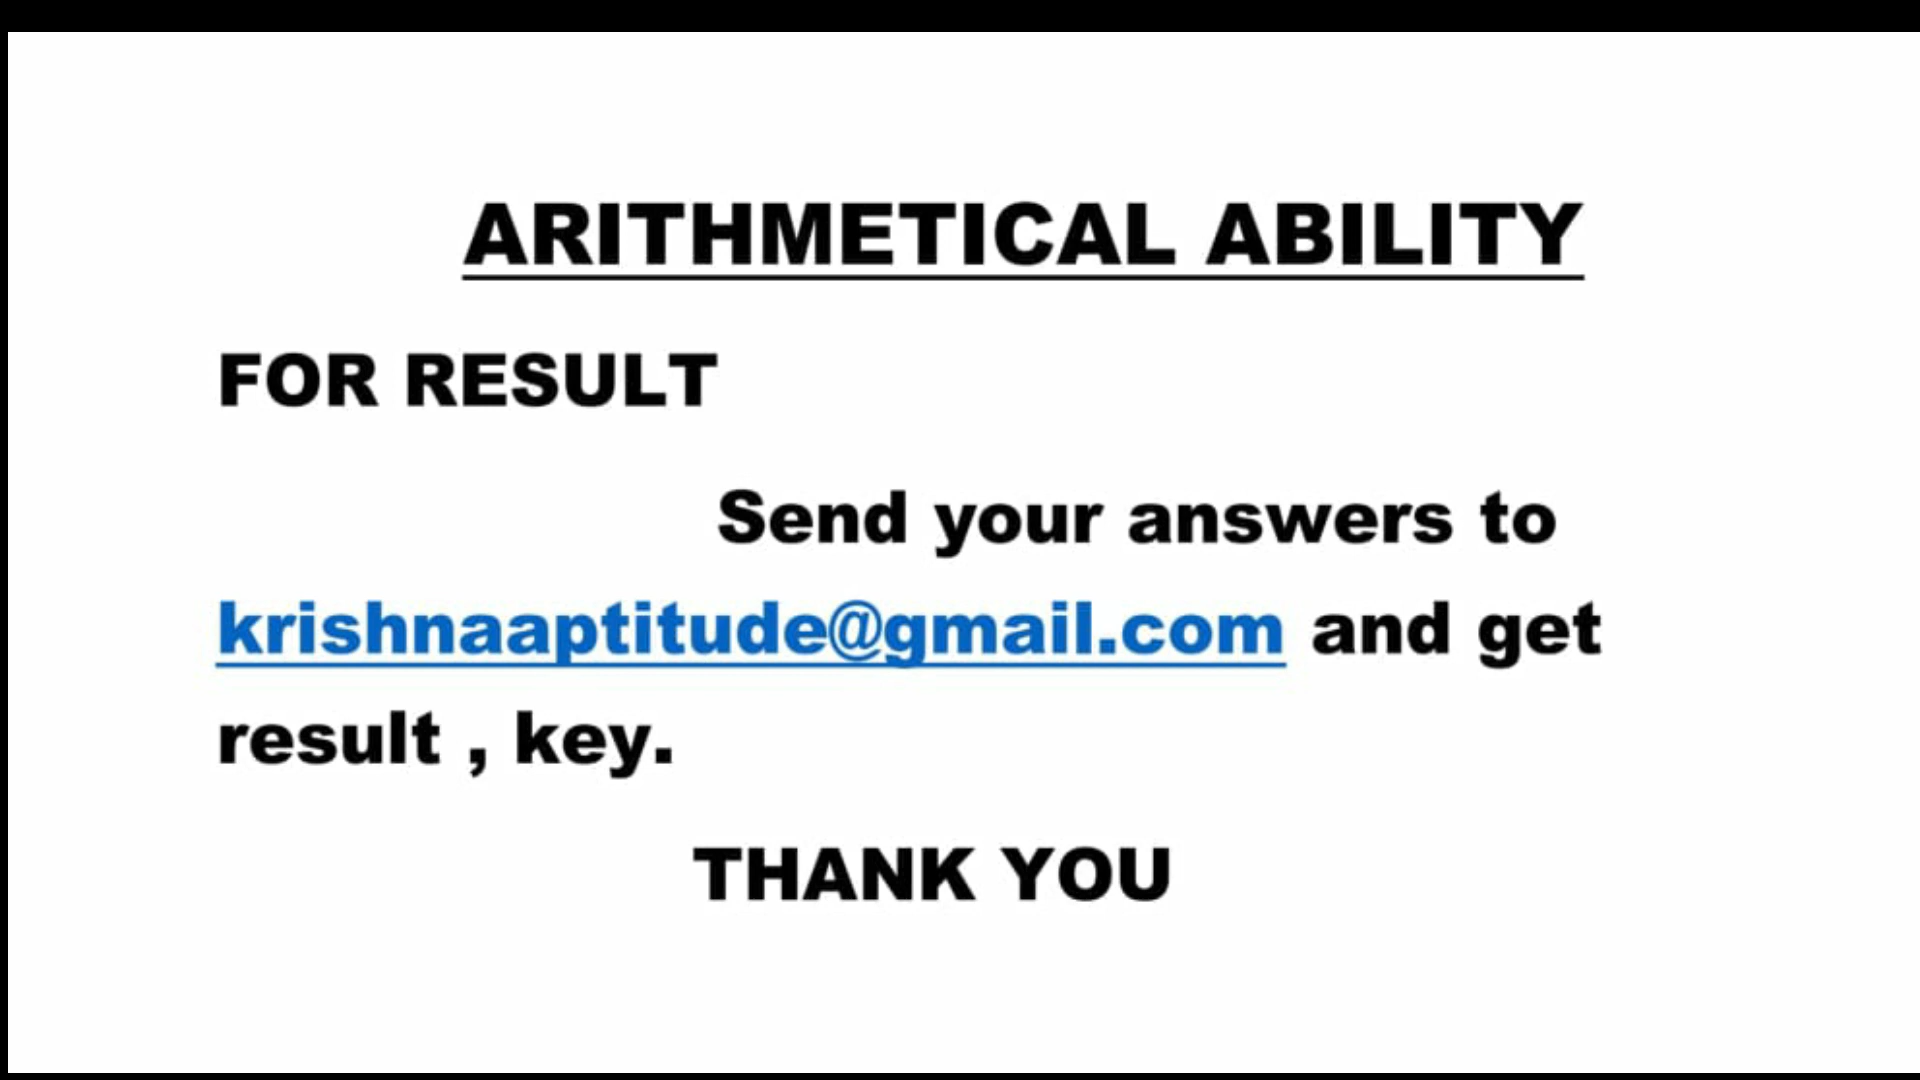 ARITHMETICAL ABILITY
FOR RESULT
Send your answers to
krishnaaptitude@gmail.com and get
result , key.
THANK YOU